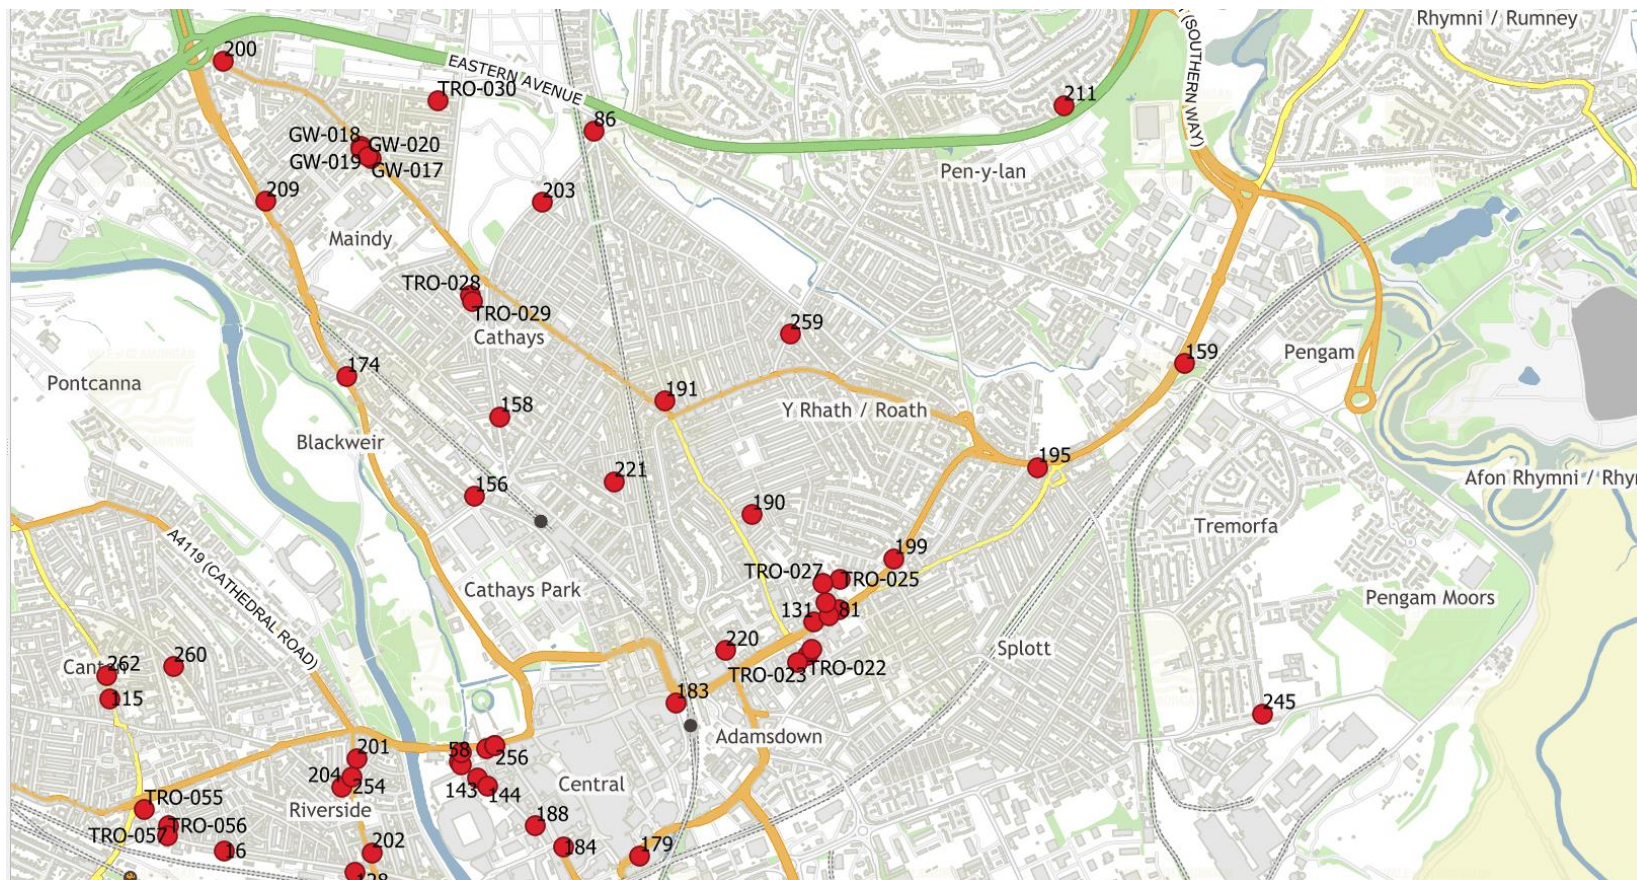 Rhymni / Rumney
(SOUTHERN WAY)
200
EASTERN AVENUE
TRO-030
211
86
GW-018
GW-020
GW-019
GW-017
Pen-y-lan
209
203
Maindy
TRO-028
TRO-029
Cathays
259
159
Pengam
174
Pontcanna
191
158
Y Rhath / Roath
Blackweir
221
195
Afon Rhymni / Rhy
156
190
Tremorfa
A4119 (CATHEDRAL ROAD)
199
TRO-027
TRO-025
Cathays Park
131
81
Pengam Moors
220
Splott
262
260
TRO-023
TRO-022
115
183
245
Adamsdown
201
58
256
204
254
143
144
Central
TRO-055
Riverside
TRO-056
TRO-057
188
16
202
184
179
128